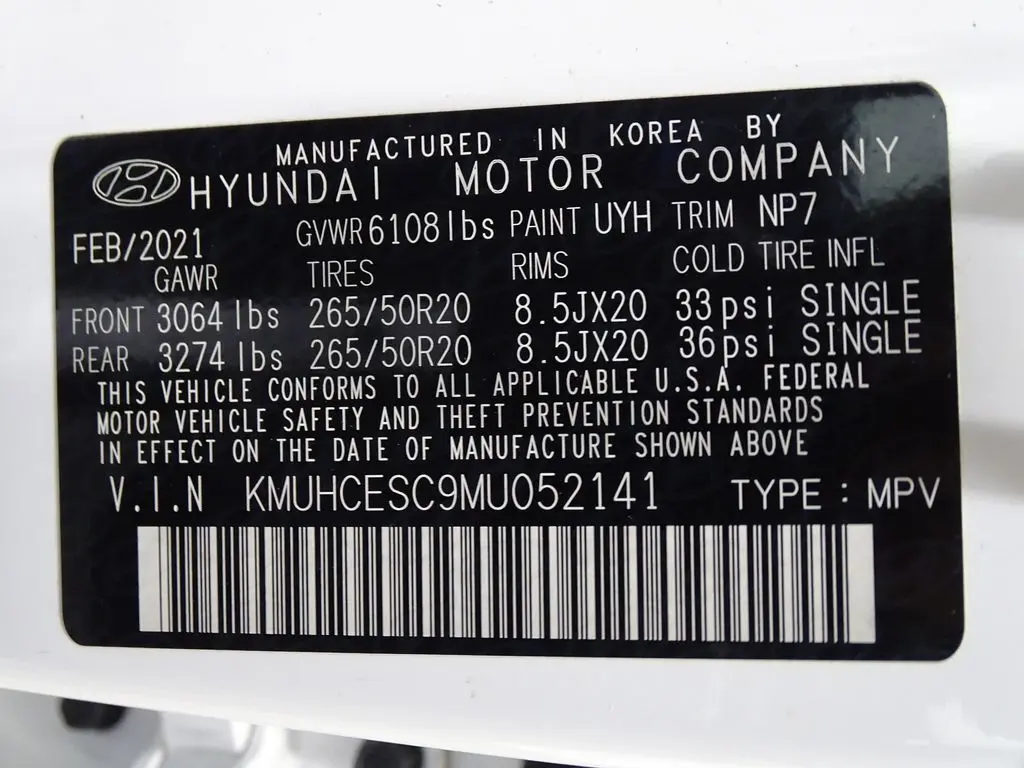 MANUFACTURED IN KOREA BY
HYUNDAI MOTOR COMPANY
FEB/2021 GVWR 6108lbs PAINT UYH TRIM NP7
GAWR TIRES RIMS COLD TIRE INFL
FRONT 3064 lbs 265/50R20 8.5JX20 33psi SINGLE
REAR 3274 lbs 265/50R20 8.5JX20 36psi SINGLE
THIS VEHICLE CONFORMS TO ALL APPLICABLE U.S.A. FEDERAL
MOTOR VEHICLE SAFETY AND THEFT PREVENTION STANDARDS
IN EFFECT ON THE DATE OF MANUFACTURE SHOWN ABOVE
V.I.N KMUHCESC9MU052141 TYPE : MPV